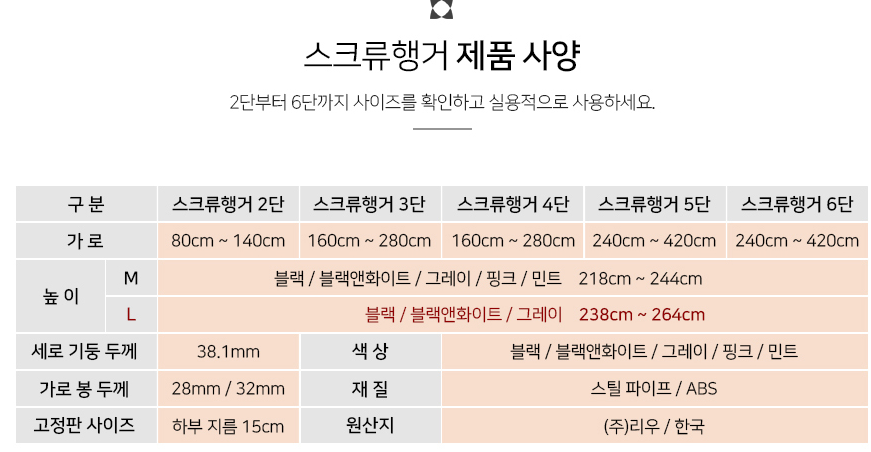 스크류행거 제품 사양
2단부터 6단까지 사이즈를 확인하고 실용적으로 사용하세요.
구 분 스크류행거 2단 스크류행거 3단 스크류행거 4단 스크류행거 5단 스크류행거 6단
가 로 80cm ~ 140cm 160cm ~ 280cm 160cm ~ 280cm 240cm ~ 420cm 240cm ~ 420cm
높 이 M 블랙 / 블랙앤화이트 / 그레이 / 핑크 / 민트 218cm ~ 244cm
L 블랙 / 블랙앤화이트 / 그레이 238cm ~ 264cm
세로 기둥 두께 38.1mm 색 상 블랙 / 블랙앤화이트 / 그레이 / 핑크 / 민트
가로 봉 두께 28mm / 32mm 재 질 스틸 파이프 / ABS
고정판 사이즈 하부 지름 15cm 원산지 (주)리우 / 한국